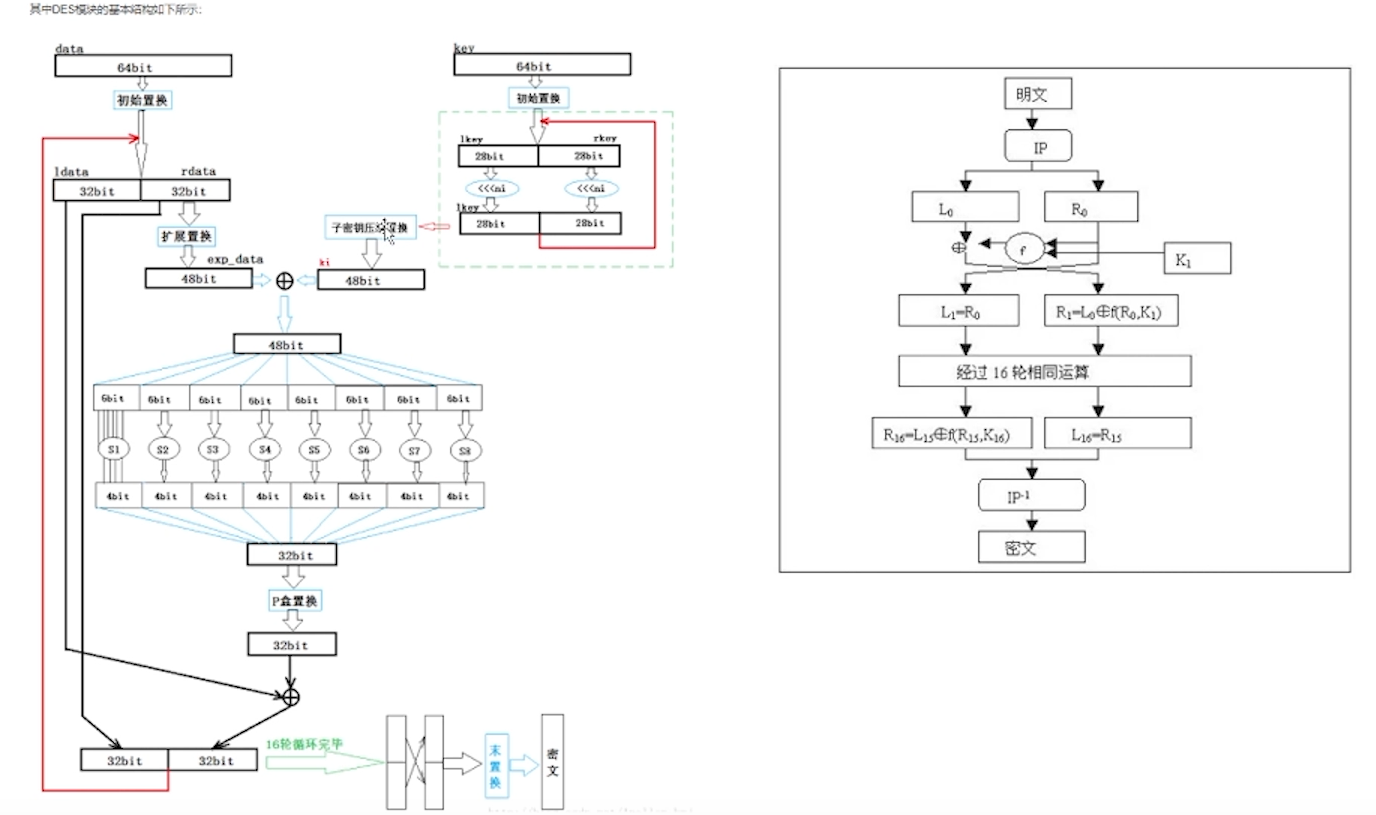 其中DES模块的基本结构如下所示:
data
64bit
初始置换
ldata
rdata
32bit
32bit
扩展置换
exp_data
48bit
key
64bit
初始置换
lkey
rkey
28bit
28bit
<<<ni
<<<ni
lkey
28bit
28bit
子密钥压缩置换
ki
48bit
48bit
6bit
6bit
6bit
6bit
6bit
6bit
6bit
6bit
S1
S2
S3
S4
S5
S6
S7
S8
4bit
4bit
4bit
4bit
4bit
4bit
4bit
4bit
32bit
P盒置换
32bit
32bit
32bit
16轮循环完毕
末置换
密文
明文
IP
L₀
R₀
f
K₁
L₁=R₀
R₁=L₀⊕f(R₀,K₁)
经过 16 轮相同运算
R₁₆=L₁₅⊕f(R₁₅,K₁₆)
L₁₆=R₁₅
IP⁻¹
密文